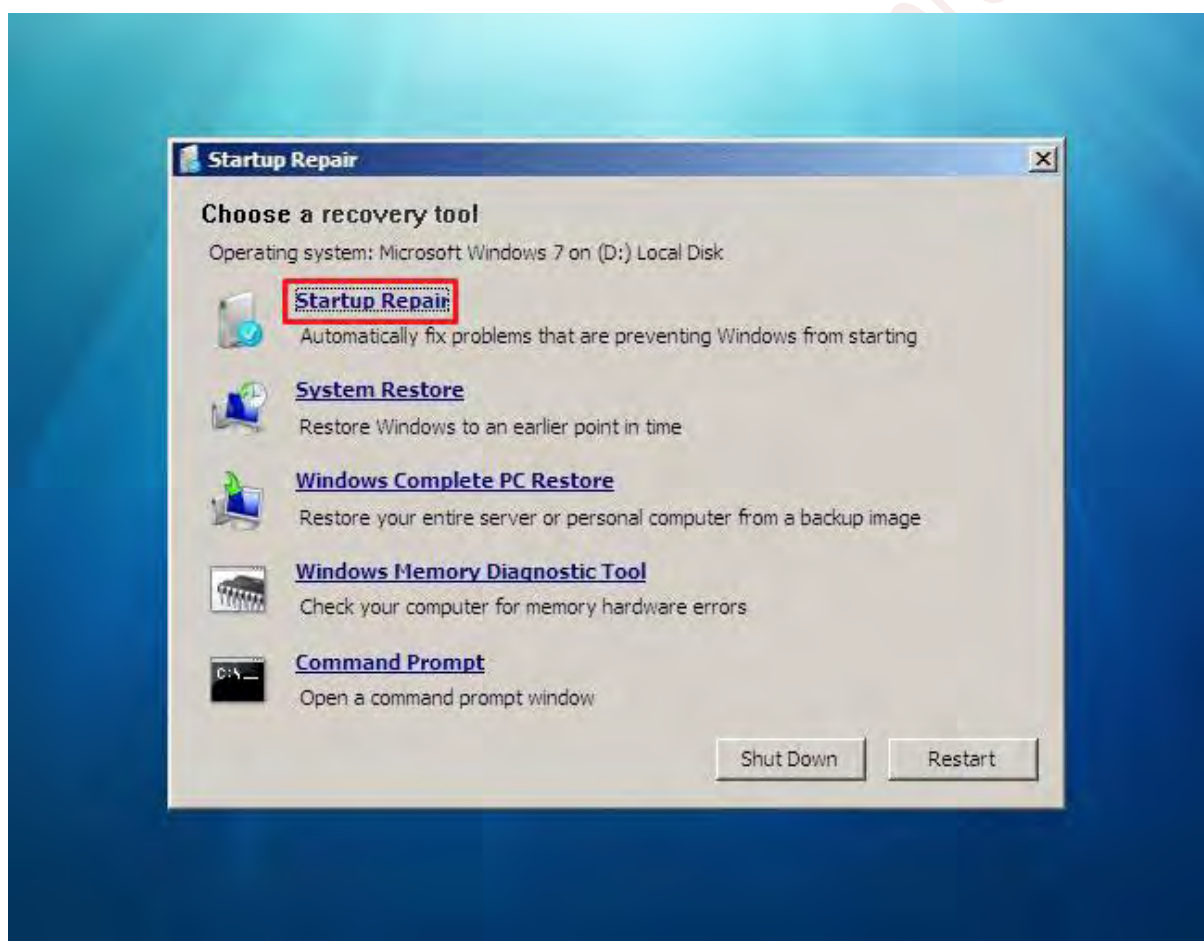 Startup Repair
Choose a recovery tool
Operating system: Microsoft Windows 7 on (D:) Local Disk
Startup Repair
Automatically fix problems that are preventing Windows from starting
System Restore
Restore Windows to an earlier point in time
Windows Complete PC Restore
Restore your entire server or personal computer from a backup image
Windows Memory Diagnostic Tool
Check your computer for memory hardware errors
C:\_
Command Prompt
Open a command prompt window
Shut Down Restart